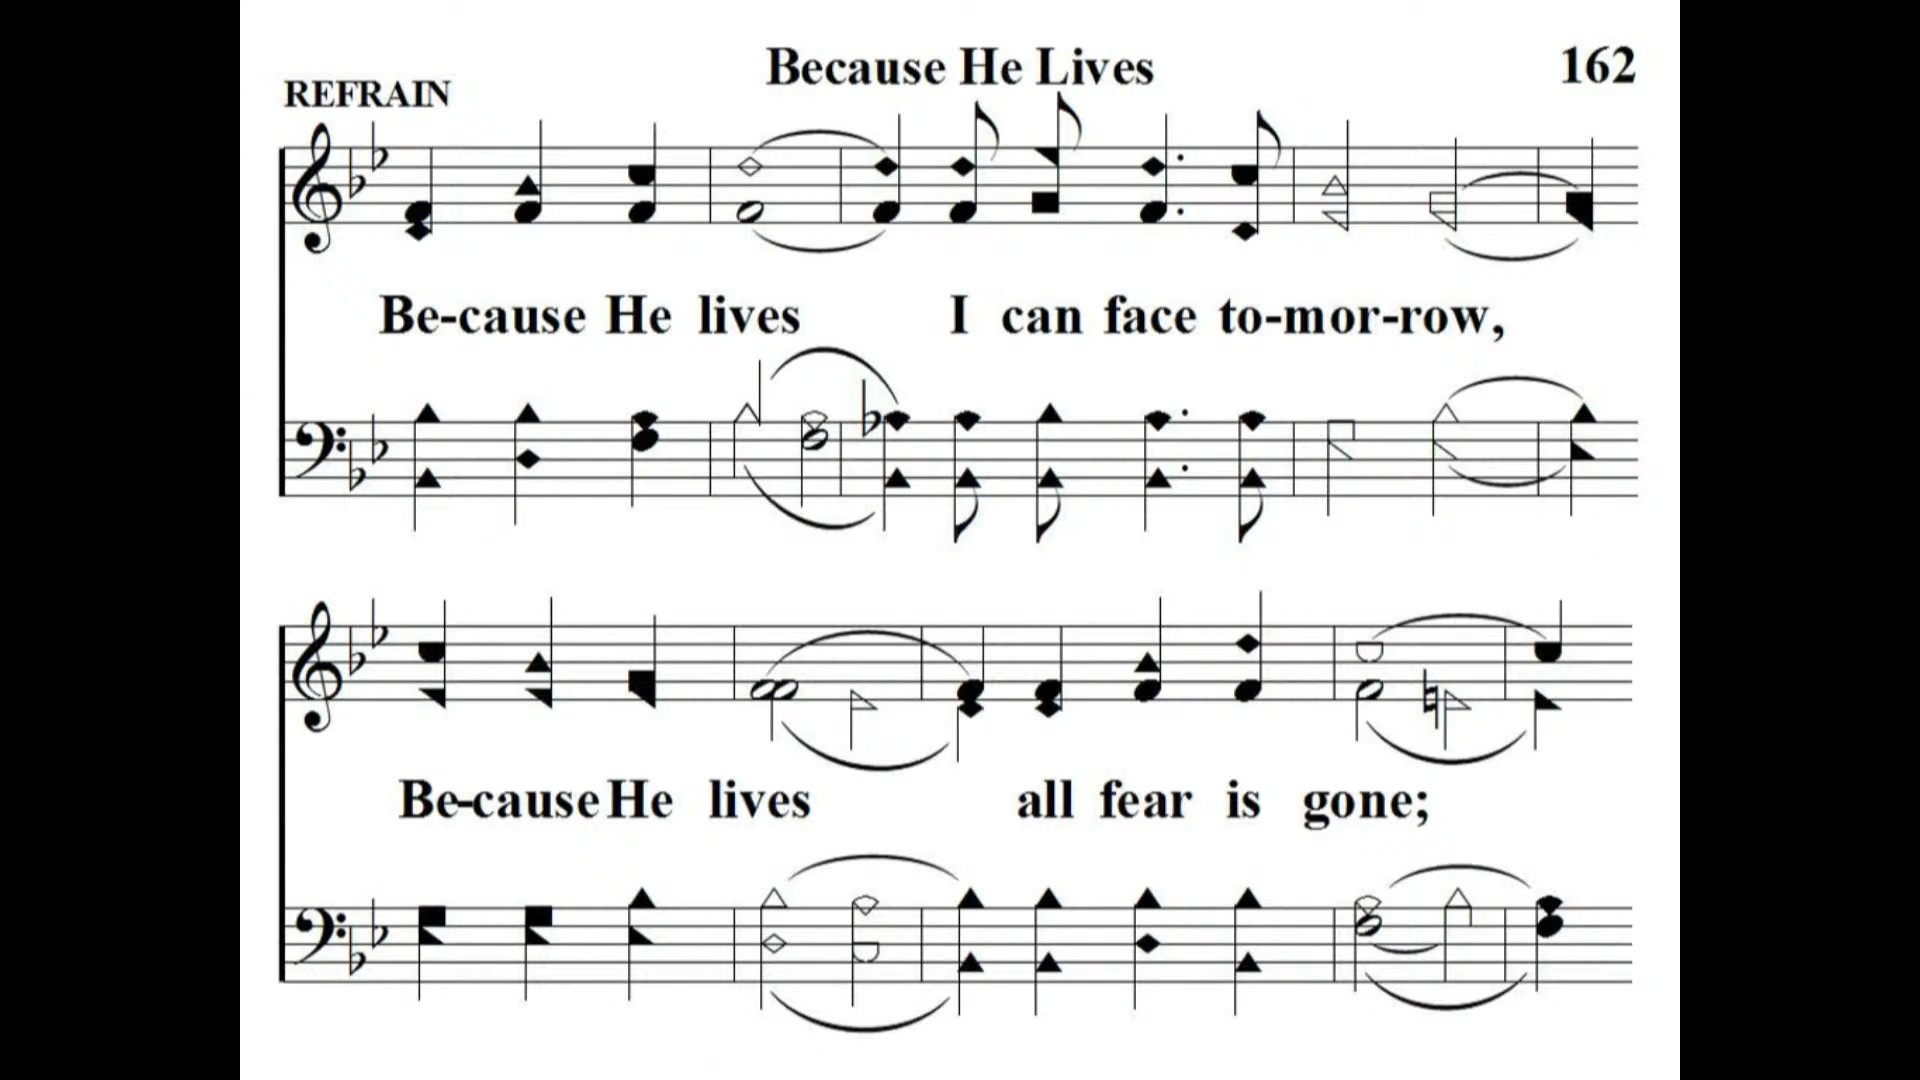 Because He Lives 162
REFRAIN
Be-cause He lives I can face to-mor-row,
Be-cause He lives all fear is gone;